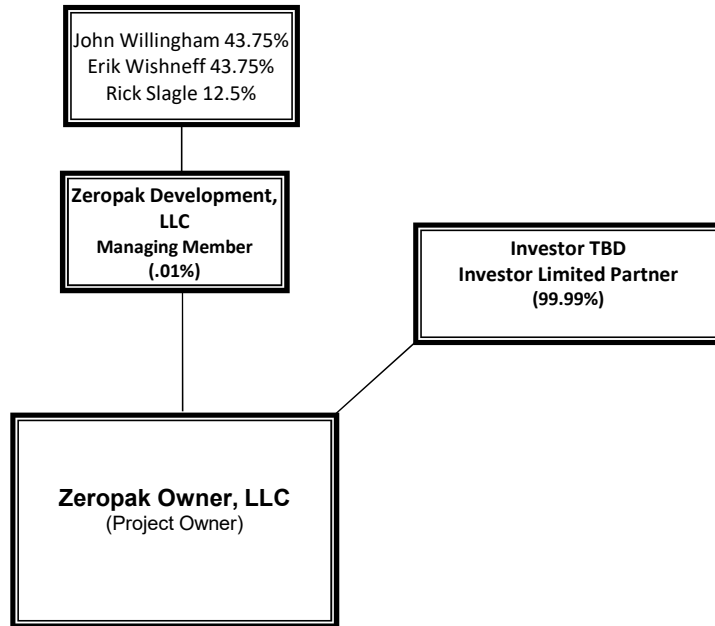 John Willingham 43.75%
Erik Wishneff 43.75%
Rick Slagle 12.5%
Zeropak Development,
LLC
Managing Member
(.01%)
Investor TBD
Investor Limited Partner
(99.99%)
Zeropak Owner, LLC
(Project Owner)